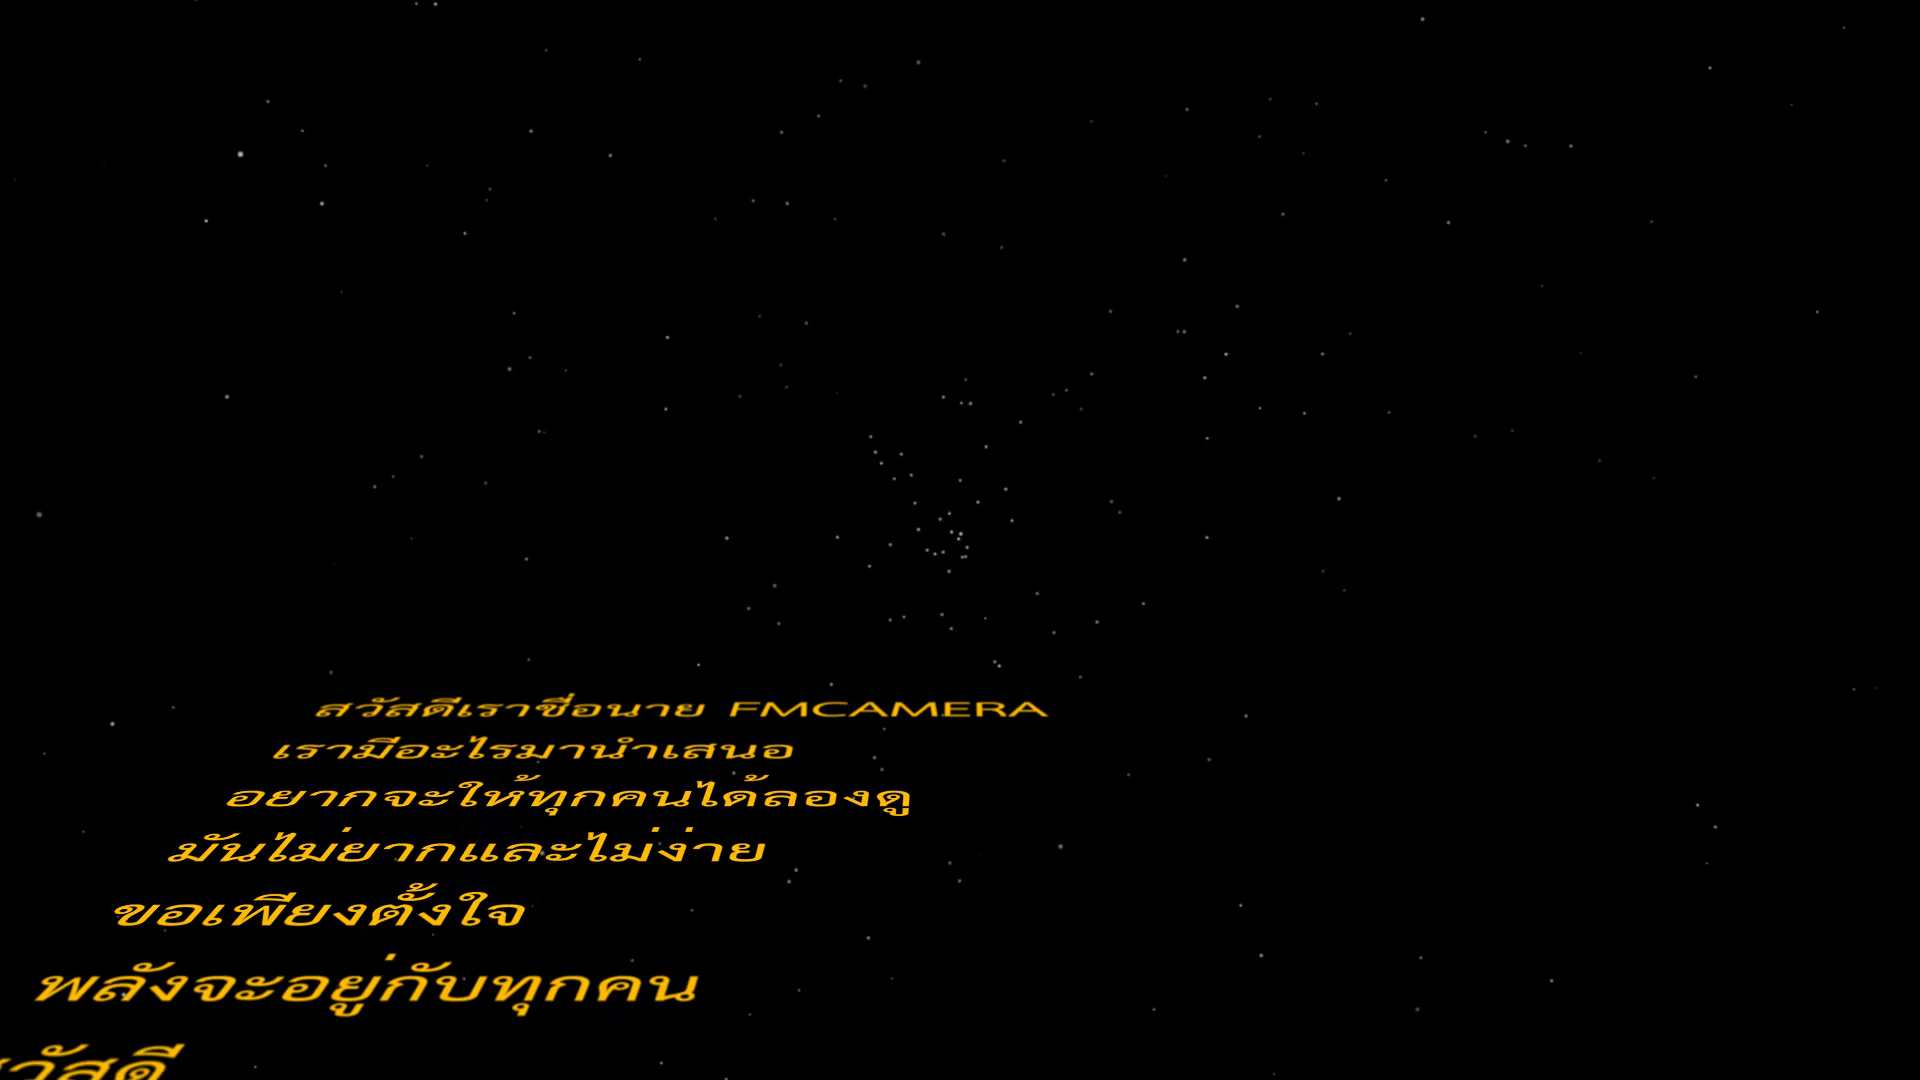 สวัสดีเราชื่อนาย FMCAMERA
เรามีอะไรมานำเสนอ
อยากจะให้ทุกคนได้ลองดู
มันไม่ยากและไม่ง่าย
ขอเพียงตั้งใจ
พลังจะอยู่กับทุกคน
สวัสดี